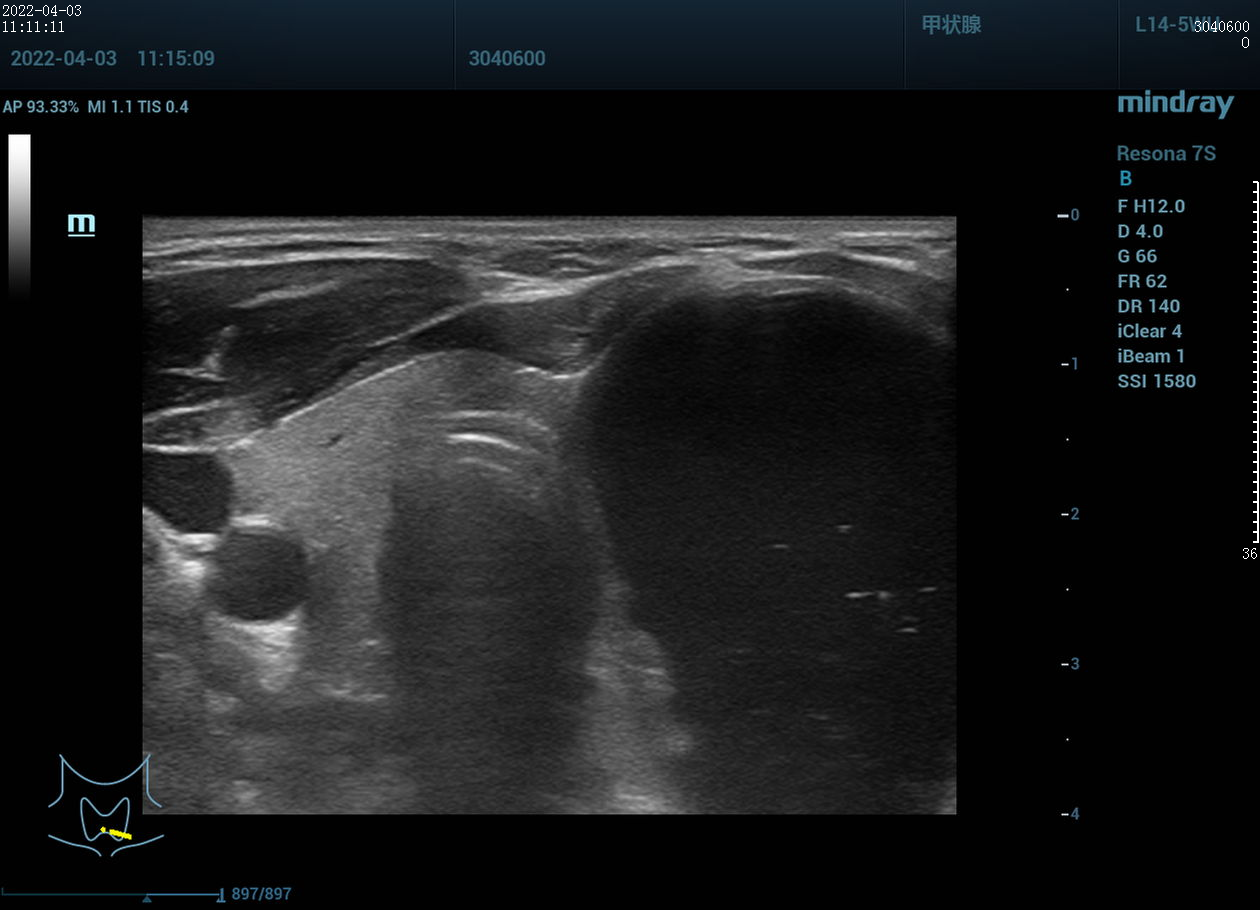 2022-04-03
11:11:11
2022-04-03 11:15:09
3040600
甲状腺
3040600
0
AP 93.33% MI 1.1 TIS 0.4
mindray
Resona 7S
B
F H12.0
D 4.0
G 66
FR 62
DR 140
iClear 4
iBeam 1
SSI 1580
m
0
1
2
3
4
36
897/897